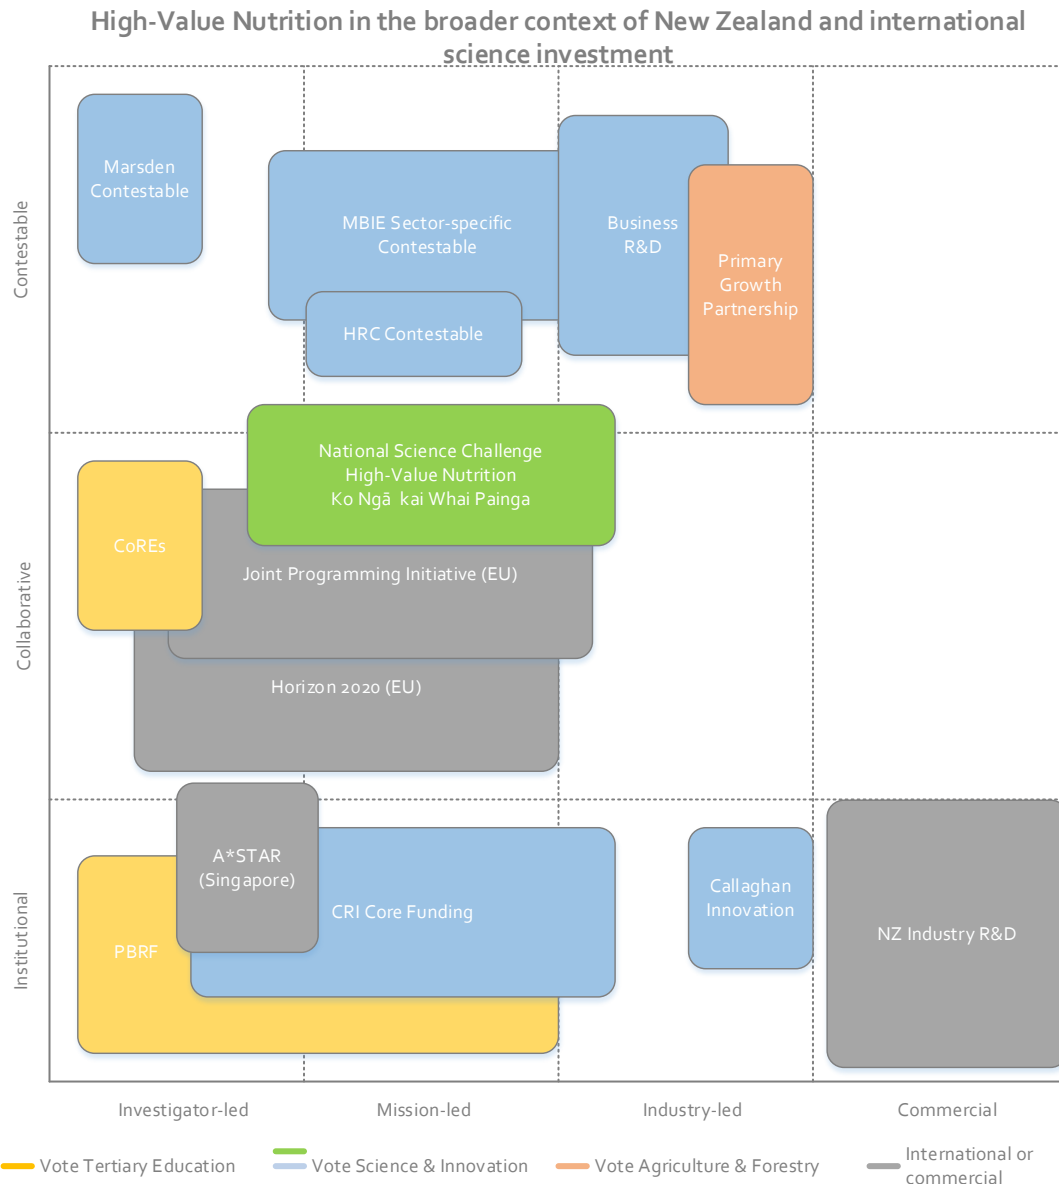 High-Value Nutrition in the broader context of New Zealand and international
science investment
Contestable
Marsden
Contestable
MBIE Sector-specific
Contestable
HRC Contestable
Business
R&D
Primary
Growth
Partnership
Collaborative
National Science Challenge
High-Value Nutrition
Ko Ngā kai Whai Painga
CoREs
Joint Programming Initiative (EU)
Horizon 2020 (EU)
Institutional
A*STAR
(Singapore)
CRI Core Funding
PBRF
Callaghan
Innovation
NZ Industry R&D
Investigator-led
Mission-led
Industry-led
Commercial
Vote Tertiary Education
Vote Science & Innovation
Vote Agriculture & Forestry
International or
commercial